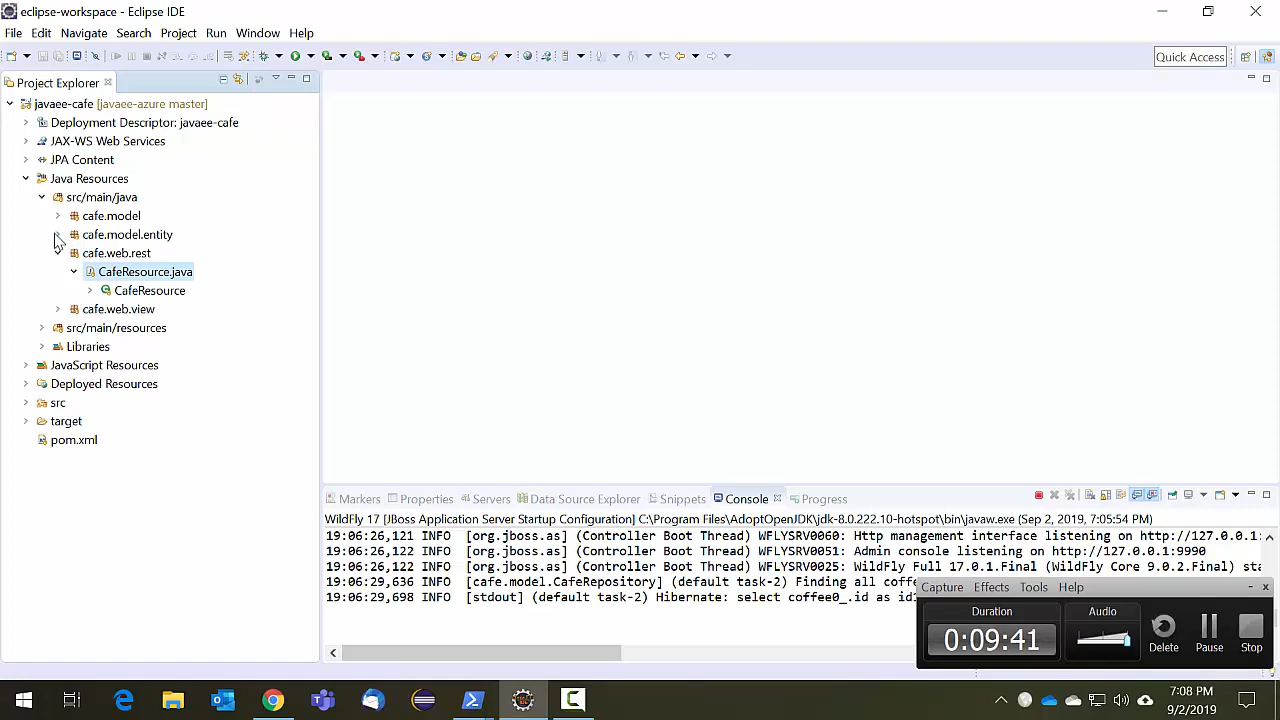 eclipse-workspace - Eclipse IDE
File Edit Navigate Search Project Run Window Help
Quick Access
Project Explorer
javaee-cafe [javaee-azure master]
Deployment Descriptor: javaee-cafe
JAX-WS Web Services
JPA Content
Java Resources
src/main/java
cafe.model
cafe.model.entity
cafe.web.rest
CafeResource.java
CafeResource
cafe.web.view
src/main/resources
Libraries
JavaScript Resources
Deployed Resources
src
target
pom.xml
Markers Properties Servers Data Source Explorer Snippets Console Progress
WildFly 17 [JBoss Application Server Startup Configuration] C:\Program Files\AdoptOpenJDK\jdk-8.0.222.10-hotspot\bin\javaw.exe (Sep 2, 2019, 7:05:54 PM)
19:06:26,121 INFO [org.jboss.as] (Controller Boot Thread) WFLYSRV0060: Http management interface listening on http://127.0.0.1:
19:06:26,122 INFO [org.jboss.as] (Controller Boot Thread) WFLYSRV0051: Admin console listening on http://127.0.0.1:9990
19:06:26,122 INFO [org.jboss.as] (Controller Boot Thread) WFLYSRV0025: WildFly Full 17.0.1.Final (WildFly Core 9.0.2.Final) sta
19:06:29,636 INFO [cafe.model.CafeRepository] (default task-2) Finding all coffe
19:06:29,698 INFO [stdout] (default task-2) Hibernate: select coffee0_.id as id1
Capture Effects Tools Help
Duration Audio
0:09:41
Delete Pause Stop
7:08 PM
9/2/2019